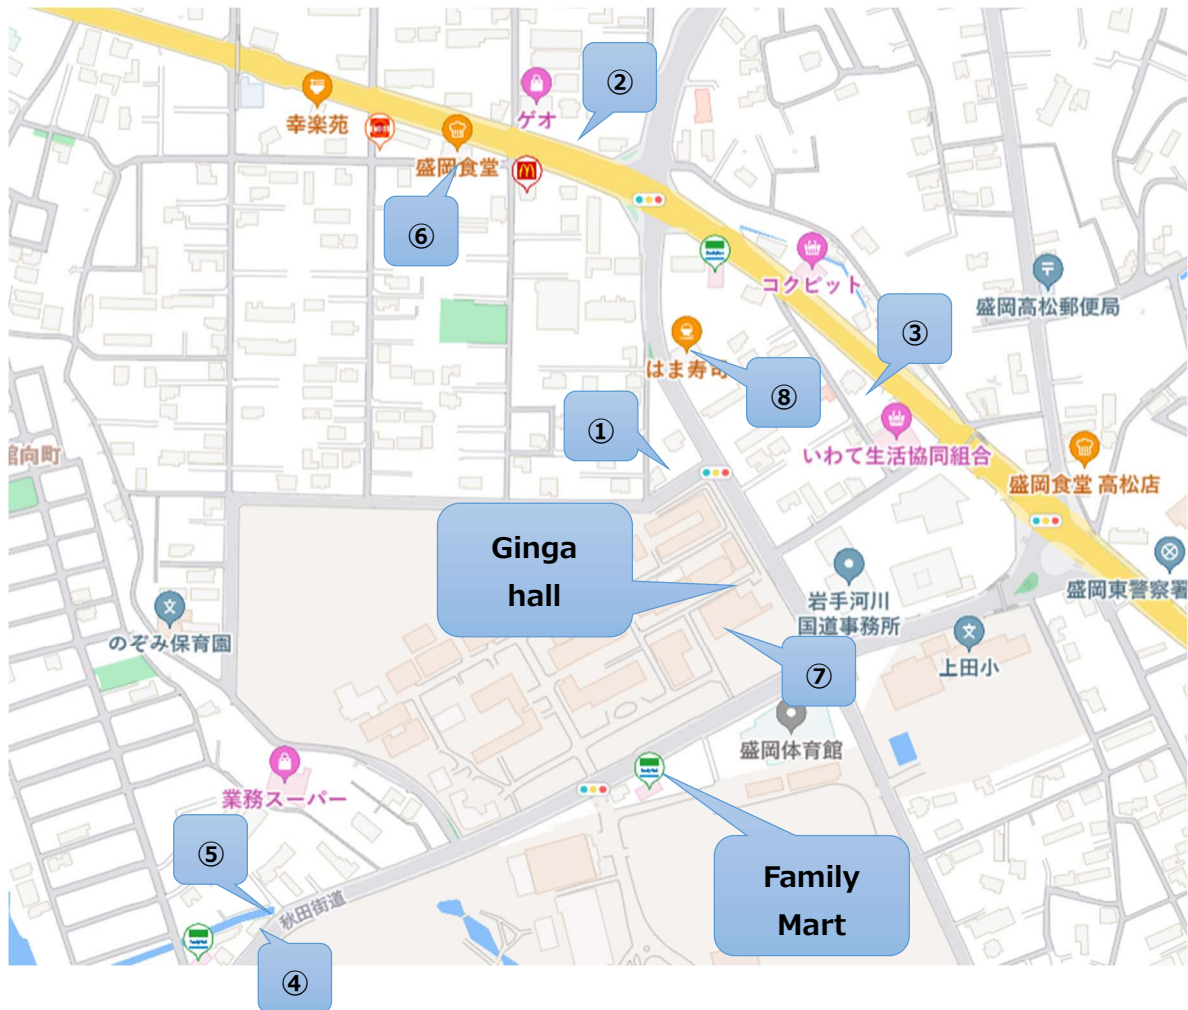 ②
ゲオ
幸楽苑
盛岡食堂
⑥
コクピット
盛岡高松郵便局
③
はま寿司
⑧
①
館向町
いわて生活協同組合
盛岡食堂 高松店
Ginga
hall
盛岡東警察署
岩手河川
国道事務所
のぞみ保育園
上田小
⑦
盛岡体育館
業務スーパー
⑤
Family
Mart
秋田街道
④